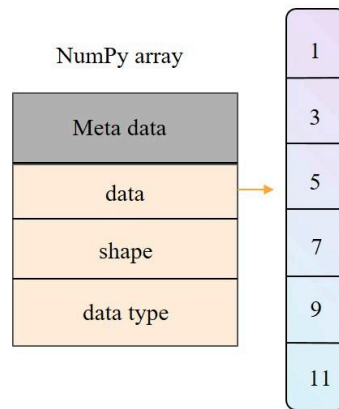 NumPy array
Meta data
data
shape
data type
1
3
5
7
9
11